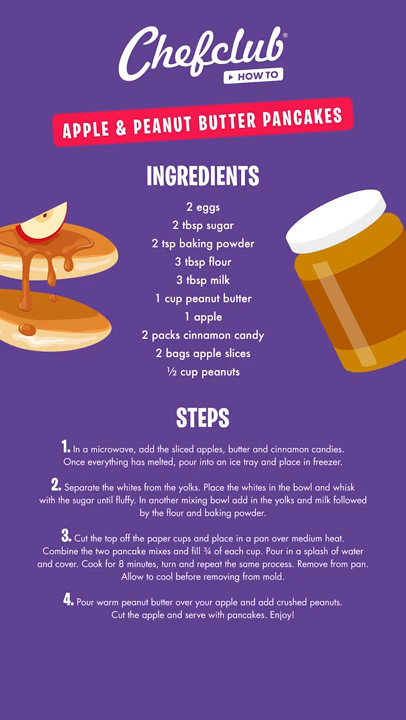 Chefclub®
HOW TO
APPLE & PEANUT BUTTER PANCAKES
INGREDIENTS
2 eggs
2 tbsp sugar
2 tsp baking powder
3 tbsp flour
3 tbsp milk
1 cup peanut butter
1 apple
2 packs cinnamon candy
2 bags apple slices
½ cup peanuts
STEPS
1. In a microwave, add the sliced apples, butter and cinnamon candies.
Once everything has melted, pour into an ice tray and place in freezer.
2. Separate the whites from the yolks. Place the whites in the bowl and whisk
with the sugar until fluffy. In another mixing bowl add in the yolks and milk followed
by the flour and baking powder.
3. Cut the top off the paper cups and place in a pan over medium heat.
Combine the two pancake mixes and fill ¾ of each cup. Pour in a splash of water
and cover. Cook for 8 minutes, turn and repeat the same process. Remove from pan.
Allow to cool before removing from mold.
4. Pour warm peanut butter over your apple and add crushed peanuts.
Cut the apple and serve with pancakes. Enjoy!